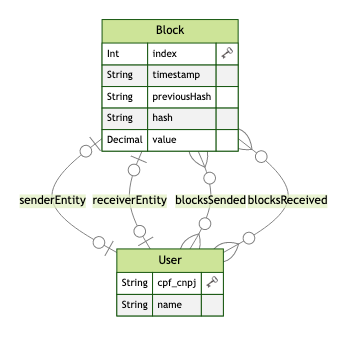 Block
Int index
String timestamp
String previousHash
String hash
Decimal value
senderEntity receiverEntity blocksSended blocksReceived
User
String cpf_cnpj
String name